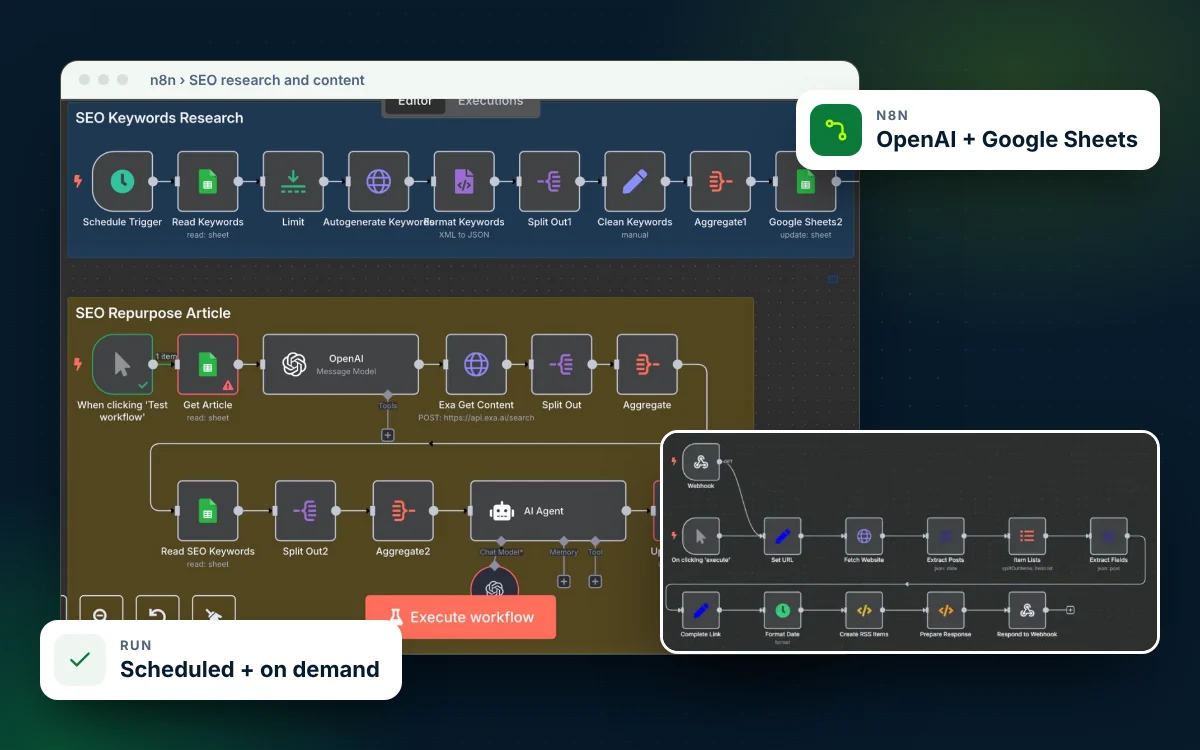 n8n › SEO research and content
Editor
Executions
N8N
OpenAI + Google Sheets
SEO Keywords Research
Schedule Trigger
Read Keywords
read: sheet
Limit
Autogenerate Keywords
Format Keywords
XML to JSON
Split Out1
Clean Keywords
manual
Aggregate1
Google Sheets2
update: sheet
SEO Repurpose Article
1 item
When clicking 'Test
workflow'
Get Article
read: sheet
OpenAI
Message Model
Tools
Exa Get Content
POST: https://api.exa.ai/search
Split Out
Aggregate
Read SEO Keywords
read: sheet
Split Out2
Aggregate2
AI Agent
Chat Model*
Memory
Tool
Execute workflow
RUN
Scheduled + on demand
Webhook
GET
On clicking 'execute'
Set URL
Fetch Website
Extract Posts
Item Lists
Extract Fields
Complete Link
Format Date
Create RSS Items
Prepare Response
Respond to Webhook